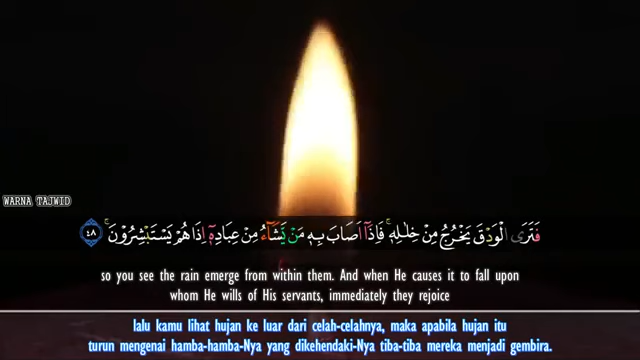 WARNA TAJWID
فَتَرَى الْوَدْقَ يَخْرُجُ مِنْ خِلٰلِهٖۚ فَاِذَآ اَصَابَ بِهٖ مَنْ يَّشَاۤءُ مِنْ عِبَادِهٖٓ اِذَا هُمْ يَسْتَبْشِرُوْنَۚ ٤٨
so you see the rain emerge from within them. And when He causes it to fall upon
whom He wills of His servants, immediately they rejoice
lalu kamu lihat hujan ke luar dari celah-celahnya, maka apabila hujan itu
turun mengenai hamba-hamba-Nya yang dikehendaki-Nya tiba-tiba mereka menjadi gembira.